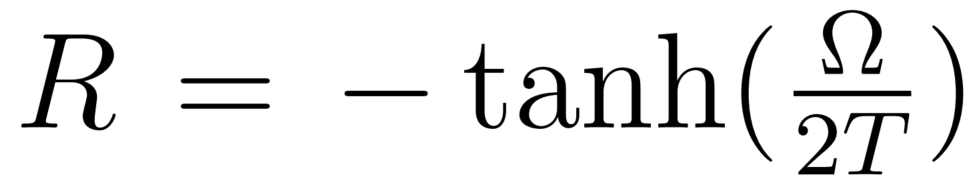 R = − tanh(Ω/2T)